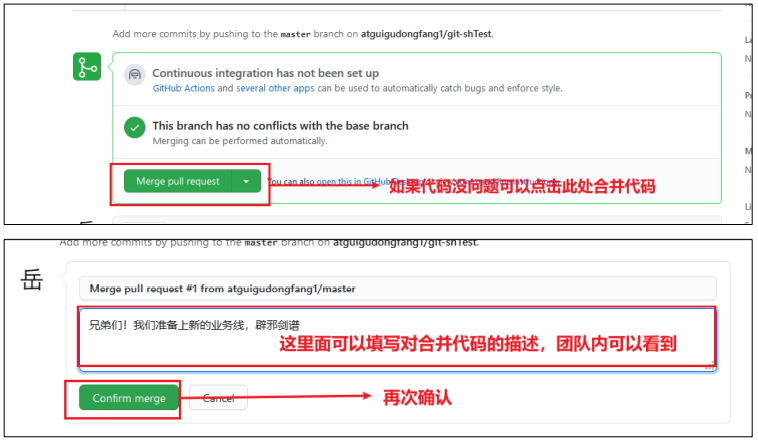 Add more commits by pushing to the master branch on atguigudongfang1/git-shTest.
Continuous integration has not been set up
GitHub Actions and several other apps can be used to automatically catch bugs and enforce style.
This branch has no conflicts with the base branch
Merging can be performed automatically.
Merge pull request
You can also open this in GitHub
如果代码没问题可以点击此处合并代码
Add more commits by pushing to the master branch on atguigudongfang1/git-shTest.
岳
Merge pull request #1 from atguigudongfang1/master
兄弟们！我们准备上新的业务线，辟邪剑谱
这里面可以填写对合并代码的描述，团队内可以看到
Confirm merge
Cancel
再次确认